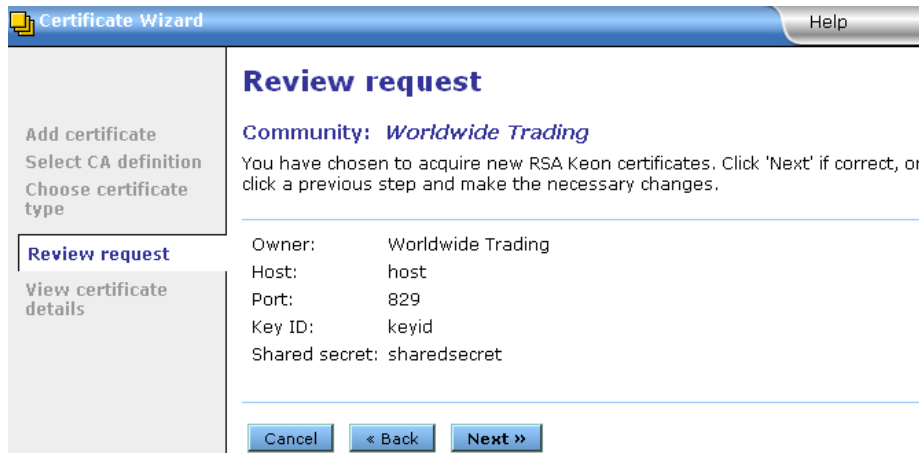 Certificate Wizard
Help
Add certificate
Select CA definition
Choose certificate
type
Review request
View certificate
details
Review request
Community: Worldwide Trading
You have chosen to acquire new RSA Keon certificates. Click 'Next' if correct, or
click a previous step and make the necessary changes.
Owner: Worldwide Trading
Host: host
Port: 829
Key ID: keyid
Shared secret: sharedsecret
Cancel « Back Next »